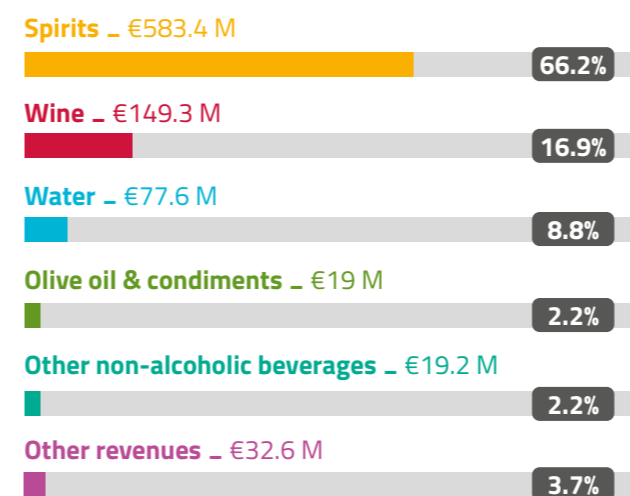 Spirits _ €583.4 M
66.2%
Wine _ €149.3 M
16.9%
Water _ €77.6 M
8.8%
Olive oil & condiments _ €19 M
2.2%
Other non-alcoholic beverages _ €19.2 M
2.2%
Other revenues _ €32.6 M
3.7%